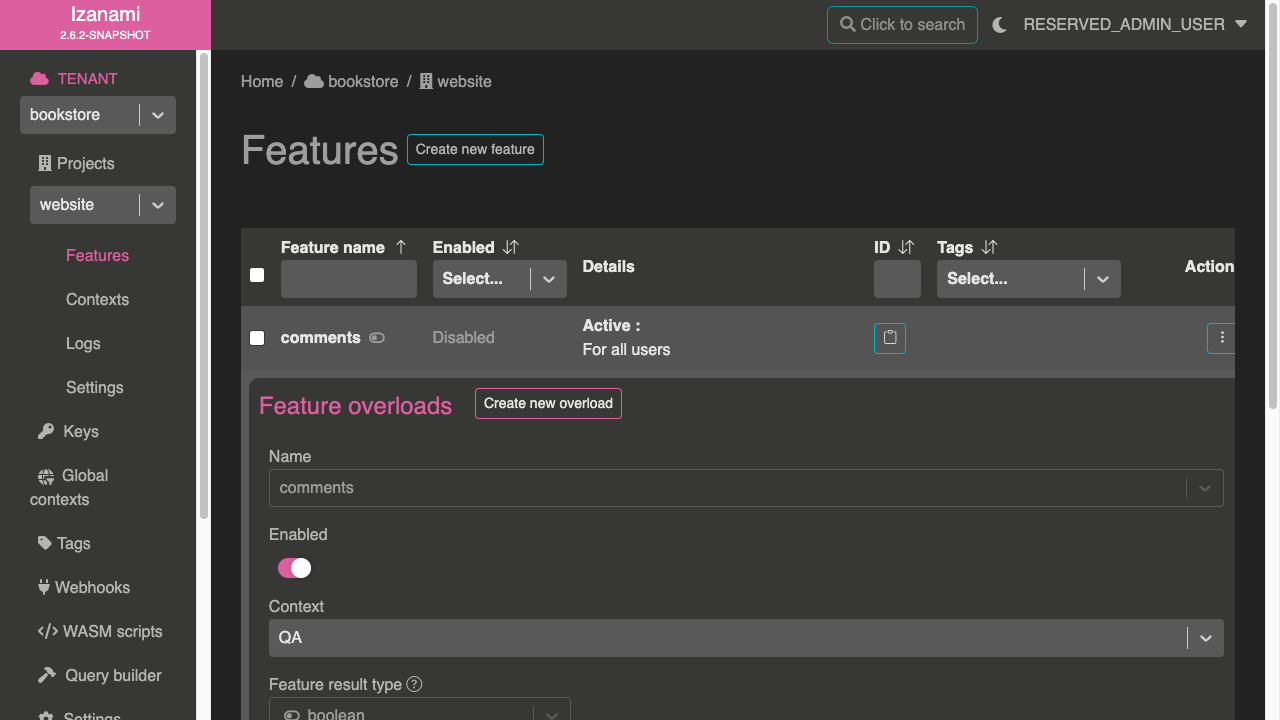 Izanami
2.6.2-SNAPSHOT
Click to search
RESERVED_ADMIN_USER
TENANT
bookstore
Projects
website
Features
Contexts
Logs
Settings
Keys
Global
contexts
Tags
Webhooks
WASM scripts
Query builder
Settings
Home / bookstore / website
Features
Create new feature
Feature name
Enabled
Select...
Details
ID
Tags
Select...
Action
comments
Disabled
Active :
For all users
Feature overloads
Create new overload
Name
comments
Enabled
Context
QA
Feature result type
boolean